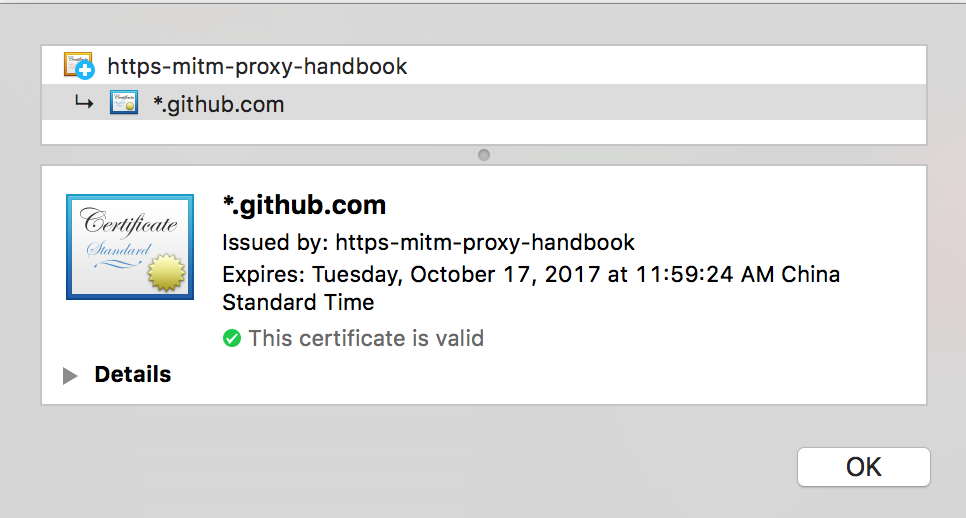 https-mitm-proxy-handbook
*.github.com
Certificate
Standard
*.github.com
Issued by: https-mitm-proxy-handbook
Expires: Tuesday, October 17, 2017 at 11:59:24 AM China
Standard Time
This certificate is valid
Details
OK